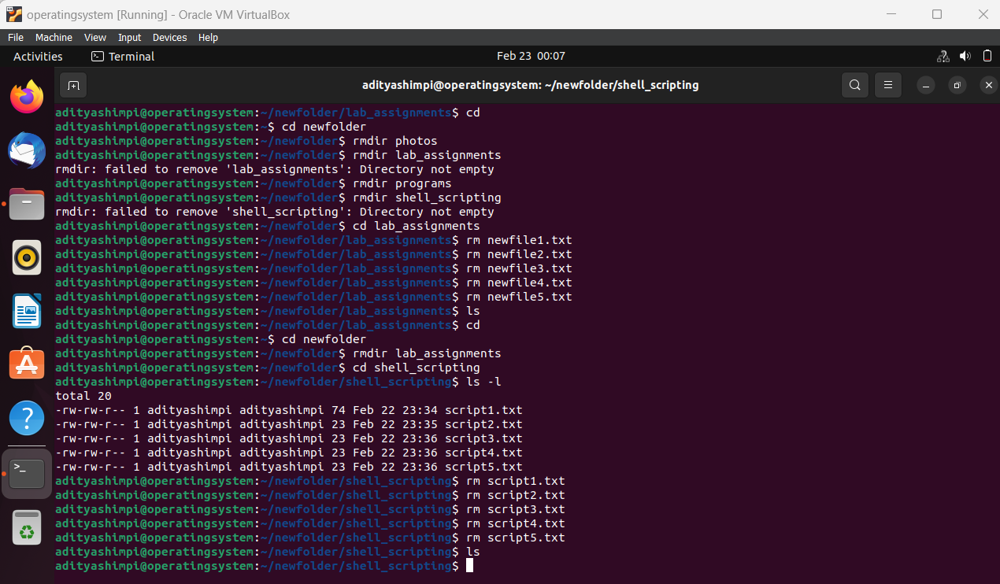 operatingsystem [Running] - Oracle VM VirtualBox
File Machine View Input Devices Help
Activities Terminal Feb 23 00:07
adityashimpi@operatingsystem: ~/newfolder/shell_scripting
adityashimpi@operatingsystem:~/newfolder/lab_assignments$ cd
adityashimpi@operatingsystem:~$ cd newfolder
adityashimpi@operatingsystem:~/newfolder$ rmdir photos
adityashimpi@operatingsystem:~/newfolder$ rmdir lab_assignments
rmdir: failed to remove 'lab_assignments': Directory not empty
adityashimpi@operatingsystem:~/newfolder$ rmdir programs
adityashimpi@operatingsystem:~/newfolder$ rmdir shell_scripting
rmdir: failed to remove 'shell_scripting': Directory not empty
adityashimpi@operatingsystem:~/newfolder$ cd lab_assignments
adityashimpi@operatingsystem:~/newfolder/lab_assignments$ rm newfile1.txt
adityashimpi@operatingsystem:~/newfolder/lab_assignments$ rm newfile2.txt
adityashimpi@operatingsystem:~/newfolder/lab_assignments$ rm newfile3.txt
adityashimpi@operatingsystem:~/newfolder/lab_assignments$ rm newfile4.txt
adityashimpi@operatingsystem:~/newfolder/lab_assignments$ rm newfile5.txt
adityashimpi@operatingsystem:~/newfolder/lab_assignments$ ls
adityashimpi@operatingsystem:~/newfolder/lab_assignments$ cd
adityashimpi@operatingsystem:~$ cd newfolder
adityashimpi@operatingsystem:~/newfolder$ rmdir lab_assignments
adityashimpi@operatingsystem:~/newfolder$ cd shell_scripting
adityashimpi@operatingsystem:~/newfolder/shell_scripting$ ls -l
total 20
-rw-rw-r-- 1 adityashimpi adityashimpi 74 Feb 22 23:34 script1.txt
-rw-rw-r-- 1 adityashimpi adityashimpi 23 Feb 22 23:35 script2.txt
-rw-rw-r-- 1 adityashimpi adityashimpi 23 Feb 22 23:36 script3.txt
-rw-rw-r-- 1 adityashimpi adityashimpi 23 Feb 22 23:36 script4.txt
-rw-rw-r-- 1 adityashimpi adityashimpi 23 Feb 22 23:36 script5.txt
adityashimpi@operatingsystem:~/newfolder/shell_scripting$ rm script1.txt
adityashimpi@operatingsystem:~/newfolder/shell_scripting$ rm script2.txt
adityashimpi@operatingsystem:~/newfolder/shell_scripting$ rm script3.txt
adityashimpi@operatingsystem:~/newfolder/shell_scripting$ rm script4.txt
adityashimpi@operatingsystem:~/newfolder/shell_scripting$ rm script5.txt
adityashimpi@operatingsystem:~/newfolder/shell_scripting$ ls
adityashimpi@operatingsystem:~/newfolder/shell_scripting$